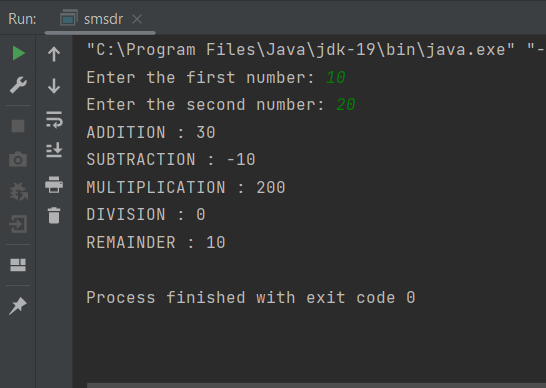 Run: smsdr
"C:\Program Files\Java\jdk-19\bin\java.exe" "-
Enter the first number: 10
Enter the second number: 20
ADDITION : 30
SUBTRACTION : -10
MULTIPLICATION : 200
DIVISION : 0
REMAINDER : 10
Process finished with exit code 0